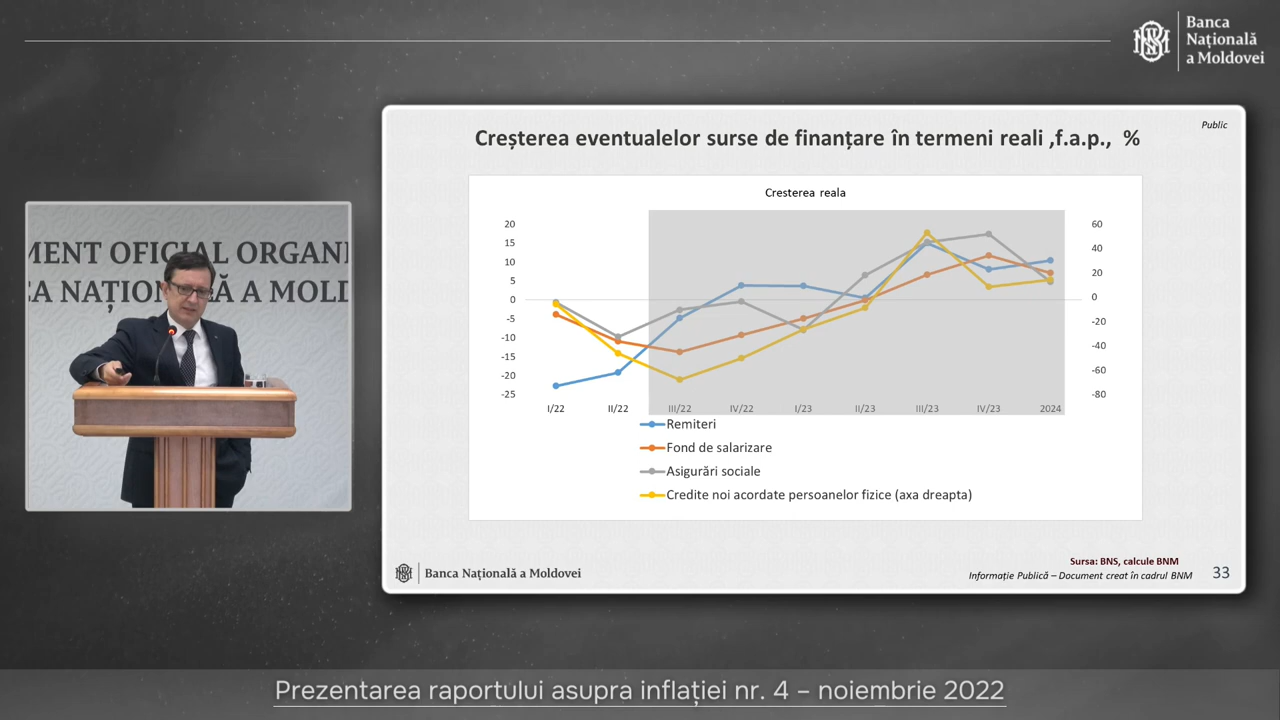 Banca
Națională
a Moldovei
Public
Creșterea eventualelor surse de finanțare în termeni reali ,f.a.p., %
Cresterea reala
20
15
10
5
0
-5
-10
-15
-20
-25
60
40
20
0
-20
-40
-60
-80
I/22 II/22 III/22 IV/22 I/23 II/23 III/23 IV/23 2024
Remiteri
Fond de salarizare
Asigurări sociale
Credite noi acordate persoanelor fizice (axa dreapta)
Sursa: BNS, calcule BNM
Banca Națională a Moldovei
Informație Publică – Document creat în cadrul BNM
33
MENT OFICIAL ORGANI
A NAȚION A MOLD
Prezentarea raportului asupra inflației nr. 4 – noiembrie 2022